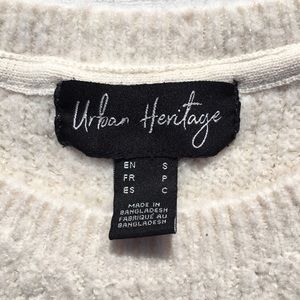 Urban Heritage
EN S
FR P
ES C
MADE IN
BANGLADESH
FABRIQUÉ AU
BANGLADESH